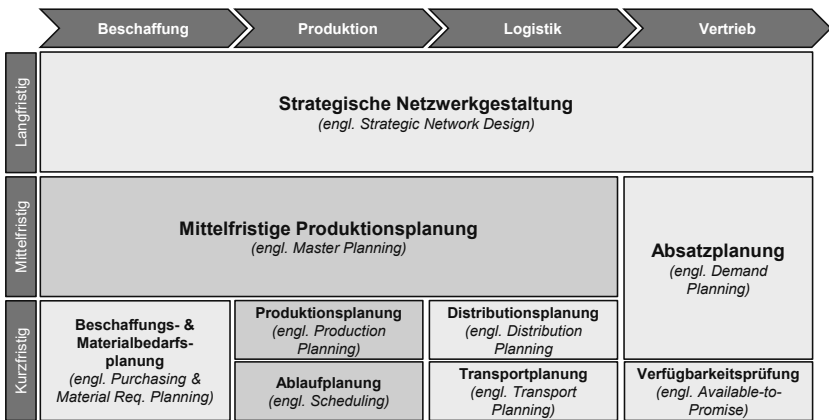 Beschaffung
Produktion
Logistik
Vertrieb
Langfristig
Strategische Netzwerkgestaltung
(engl. Strategic Network Design)
Mittelfristig
Mittelfristige Produktionsplanung
(engl. Master Planning)
Absatzplanung
(engl. Demand
Planning)
Kurzfristig
Beschaffungs- &
Materialbedarfs-
planung
(engl. Purchasing &
Material Req. Planning)
Produktionsplanung
(engl. Production
Planning)
Ablaufplanung
(engl. Scheduling)
Distributionsplanung
(engl. Distribution
Planning
Transportplanung
(engl. Transport
Planning)
Verfügbarkeitsprüfung
(engl. Available-to-
Promise)